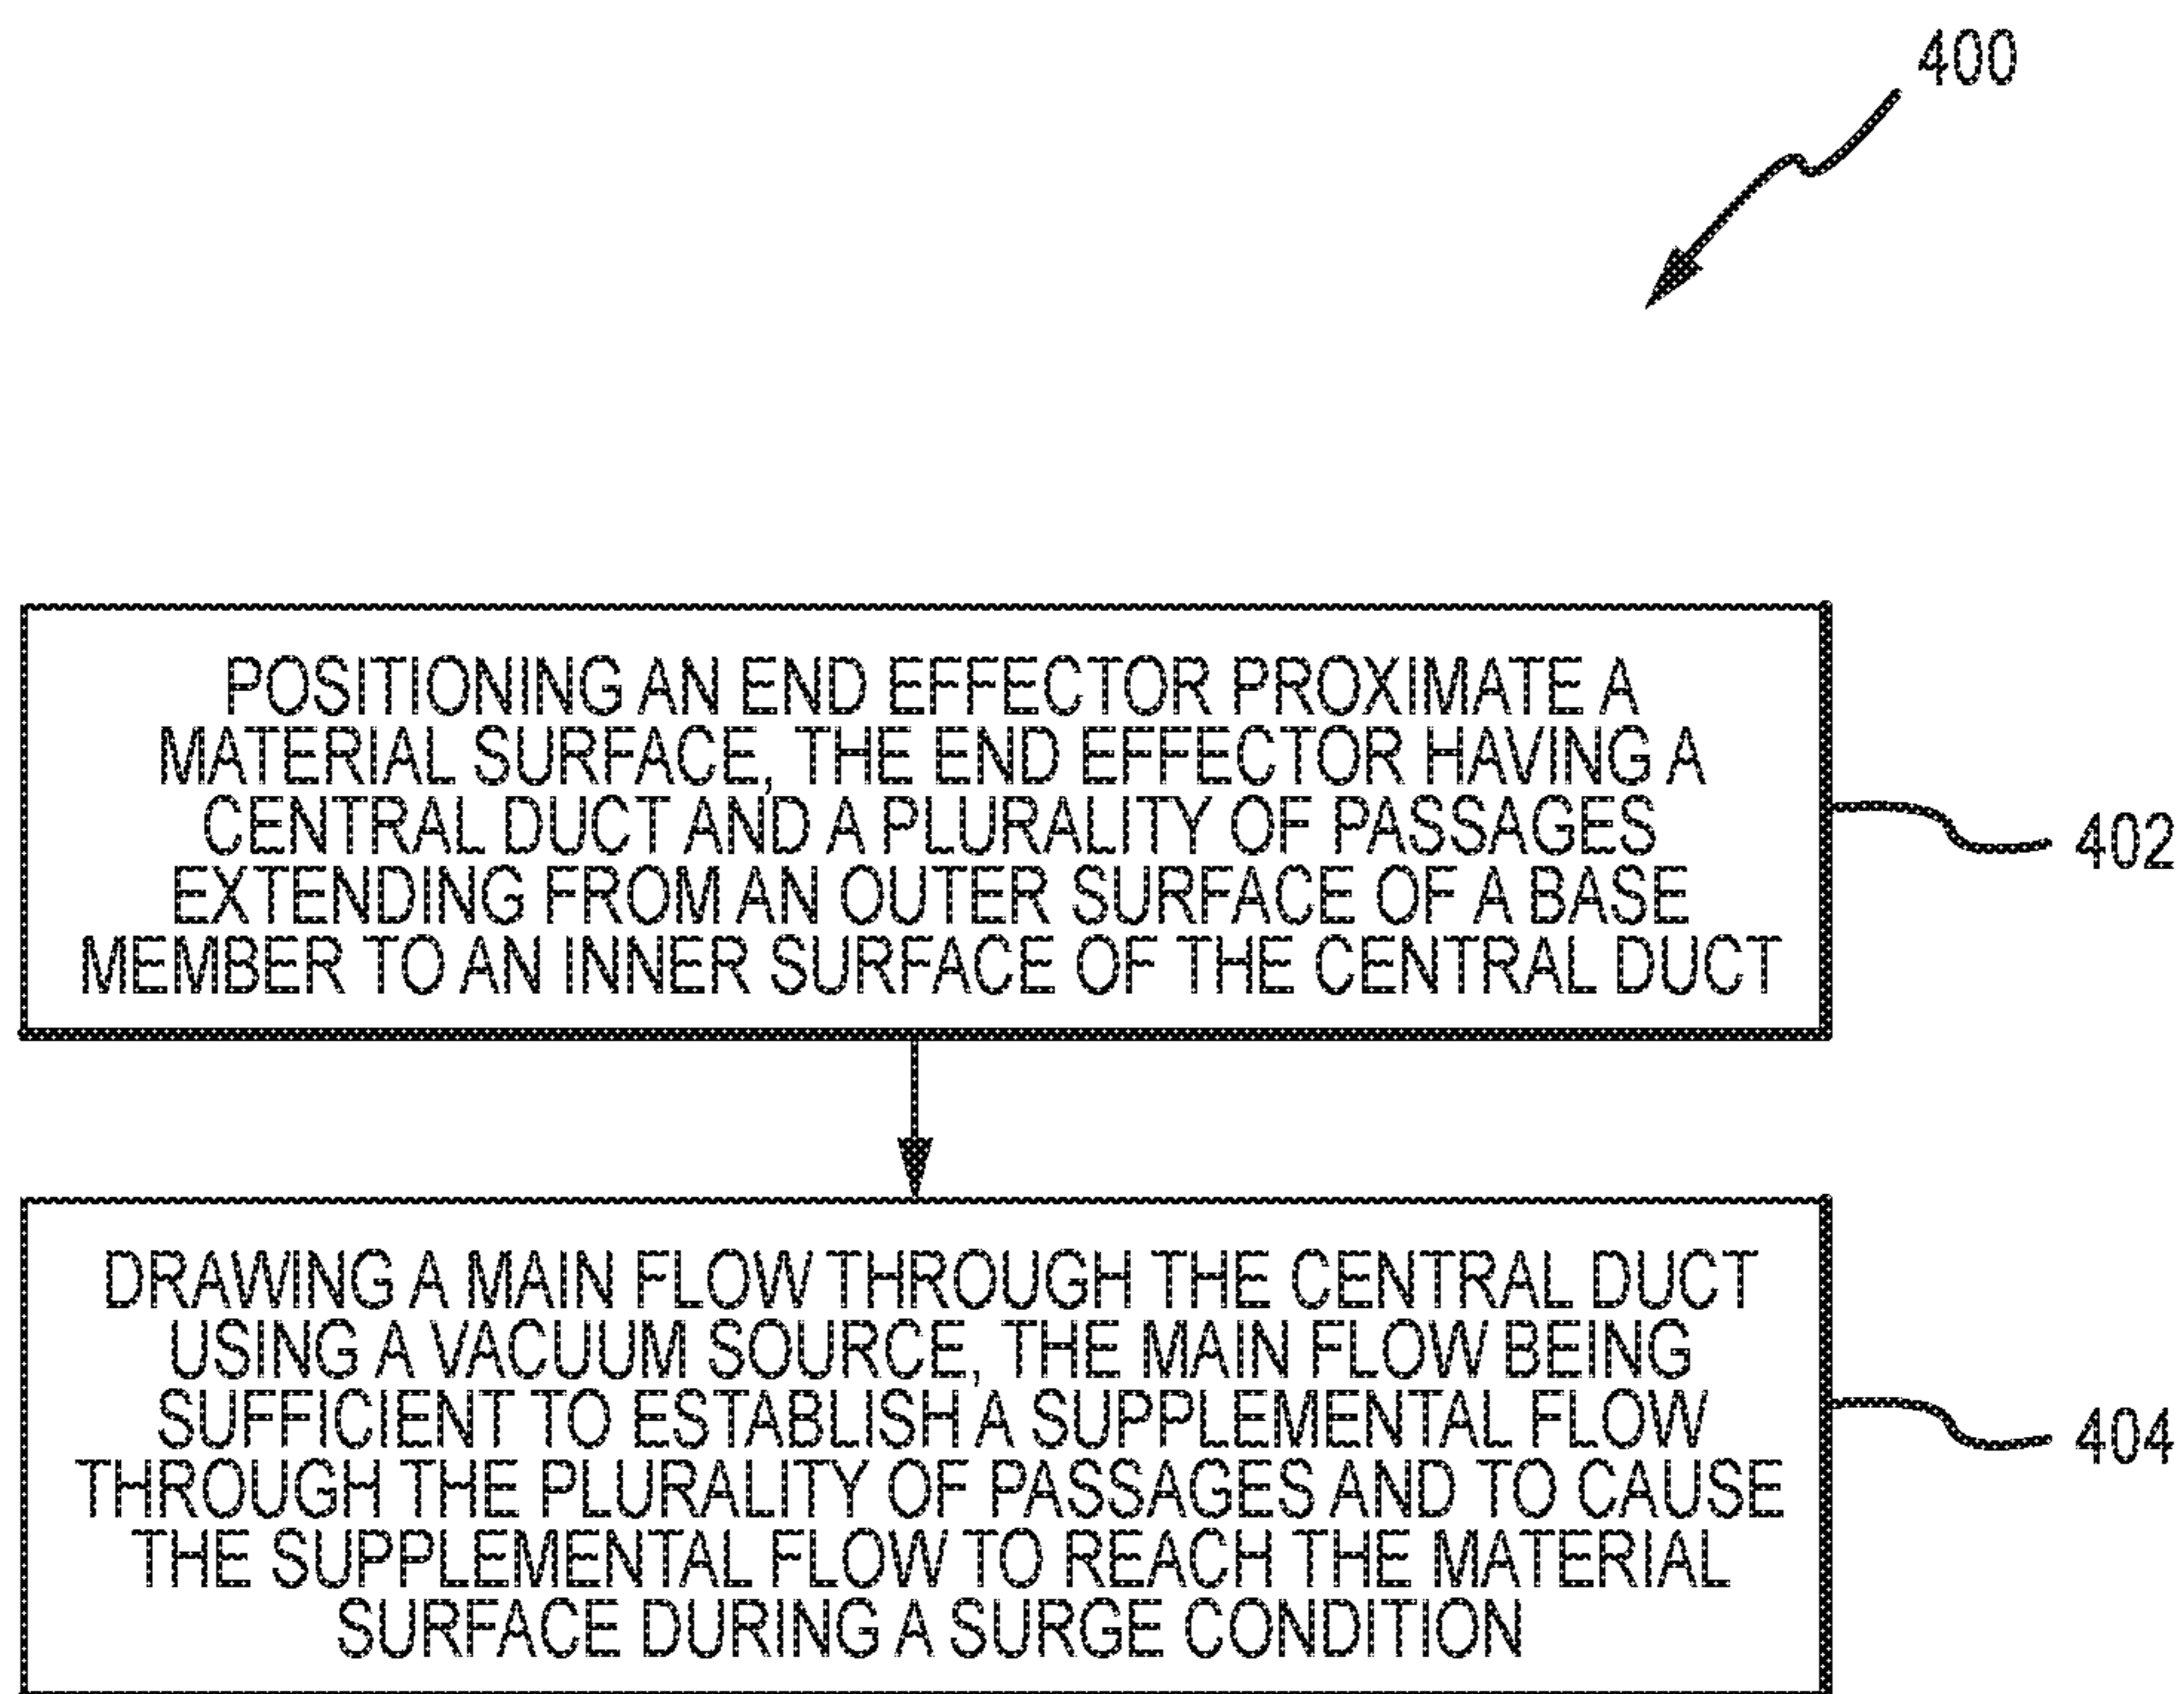 400
POSITIONING AN END EFFECTOR PROXIMATE A
MATERIAL SURFACE, THE END EFFECTOR HAVING A
CENTRAL DUCT AND A PLURALITY OF PASSAGES
EXTENDING FROM AN OUTER SURFACE OF A BASE
MEMBER TO AN INNER SURFACE OF THE CENTRAL DUCT
402
DRAWING A MAIN FLOW THROUGH THE CENTRAL DUCT
USING A VACUUM SOURCE, THE MAIN FLOW BEING
SUFFICIENT TO ESTABLISH A SUPPLEMENTAL FLOW
THROUGH THE PLURALITY OF PASSAGES AND TO CAUSE
THE SUPPLEMENTAL FLOW TO REACH THE MATERIAL
SURFACE DURING A SURGE CONDITION
404